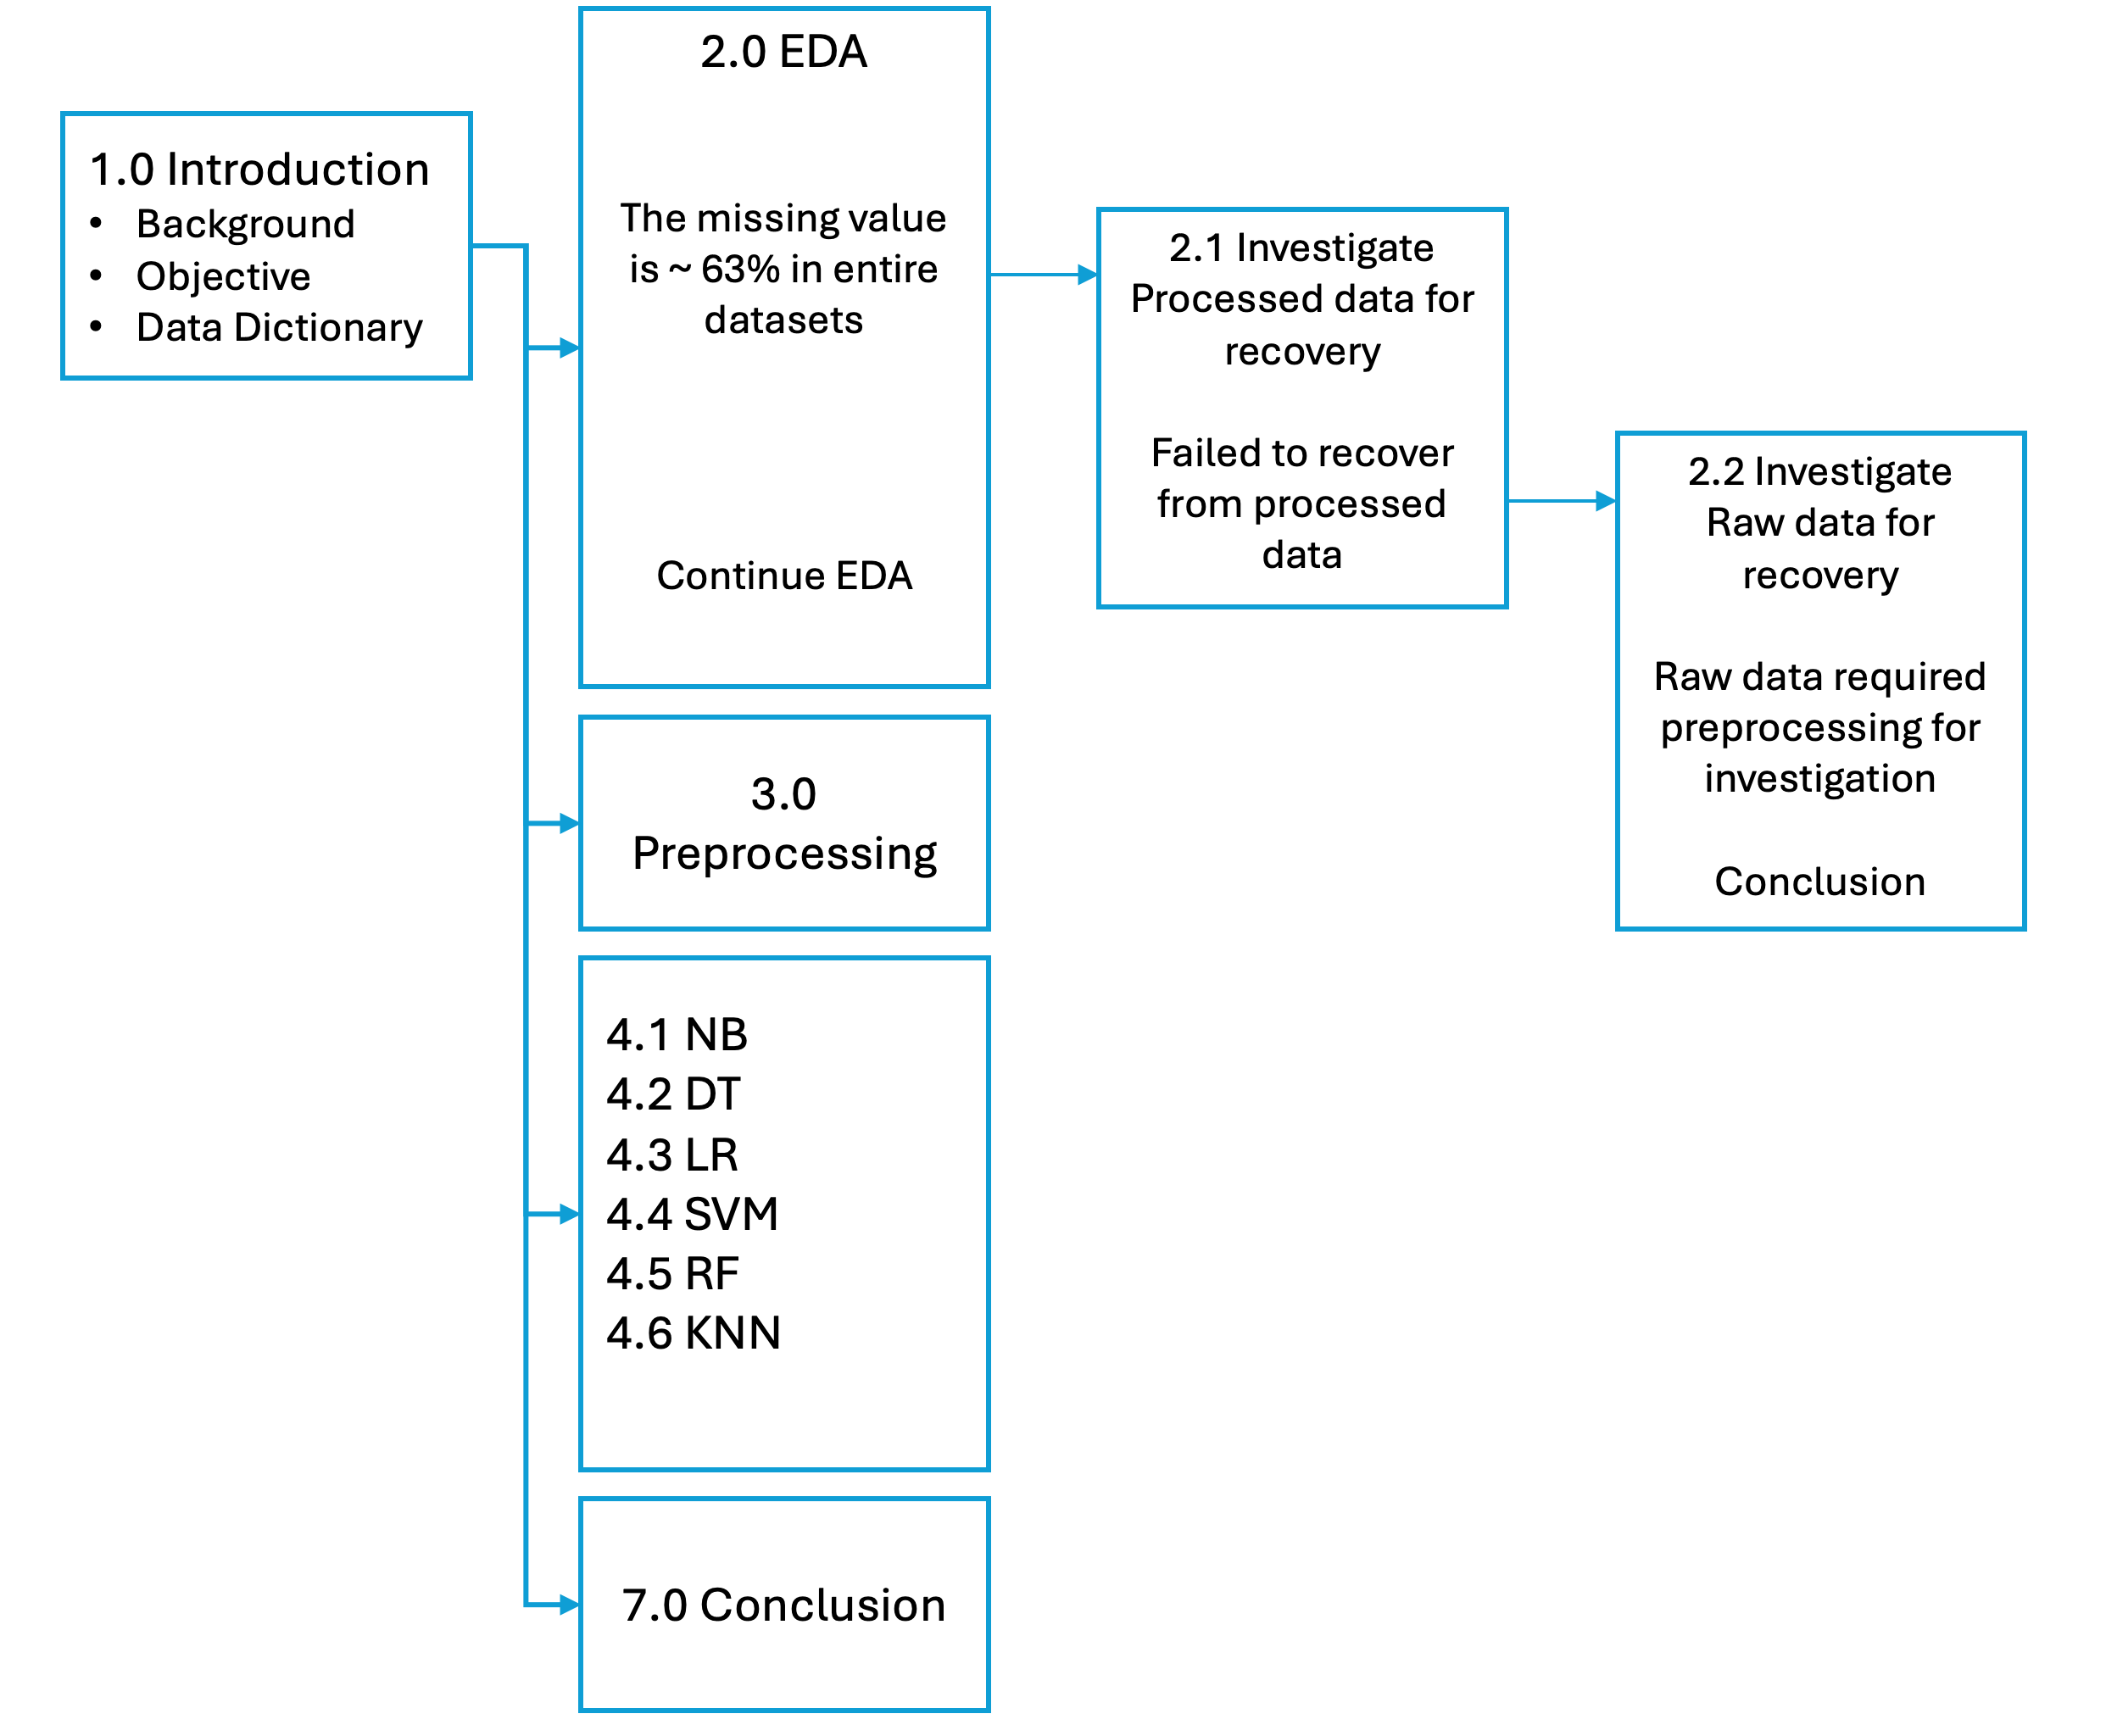 1.0 Introduction
• Background
• Objective
• Data Dictionary
2.0 EDA
The missing value
is ~ 63% in entire
datasets
Continue EDA
2.1 Investigate
Processed data for
recovery
Failed to recover
from processed
data
2.2 Investigate
Raw data for
recovery
Raw data required
preprocessing for
investigation
Conclusion
3.0
Preprocessing
4.1 NB
4.2 DT
4.3 LR
4.4 SVM
4.5 RF
4.6 KNN
7.0 Conclusion